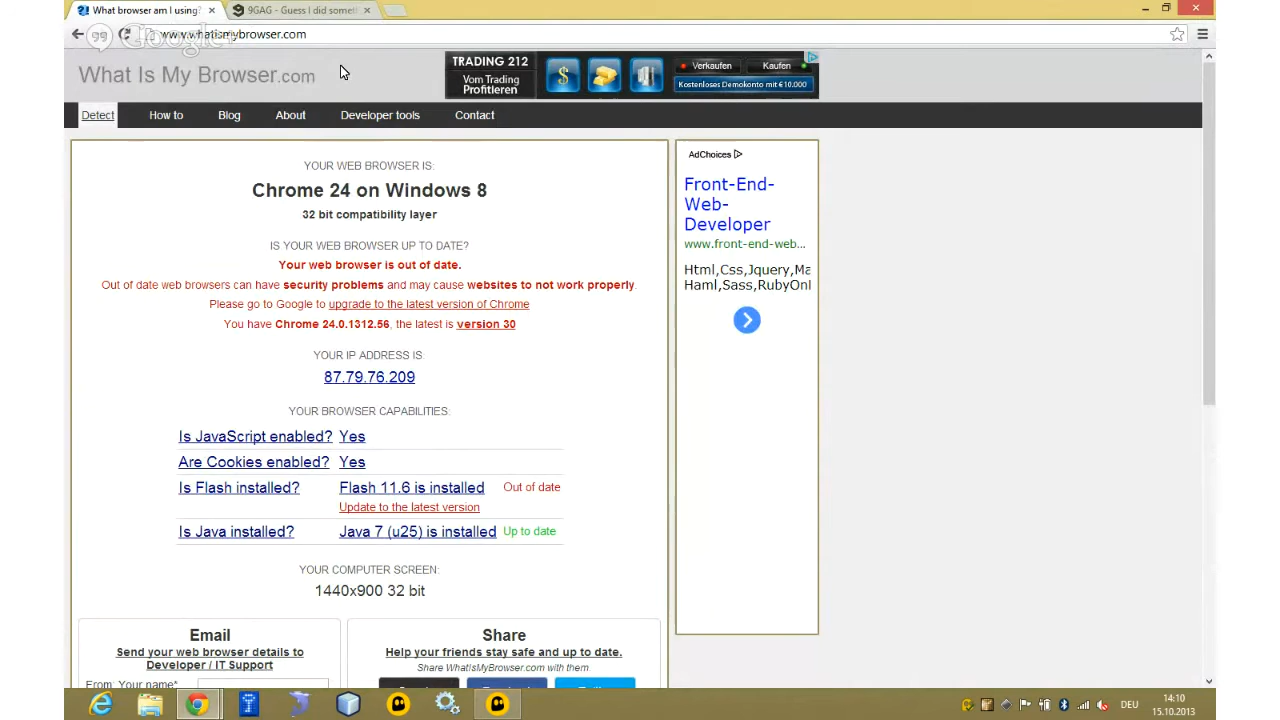 What browser am I using?
9GAG - Guess I did somet
Google+
www.whatismybrowser.com
What Is My Browser.com
TRADING 212
Vom Trading
Profitieren
Verkaufen
Kaufen
Kostenloses Demokonto mit €10.000
Detect
How to
Blog
About
Developer tools
Contact
YOUR WEB BROWSER IS:
Chrome 24 on Windows 8
32 bit compatibility layer
IS YOUR WEB BROWSER UP TO DATE?
Your web browser is out of date.
Out of date web browsers can have security problems and may cause websites to not work properly.
Please go to Google to upgrade to the latest version of Chrome
You have Chrome 24.0.1312.56, the latest is version 30
YOUR IP ADDRESS IS:
87.79.76.209
YOUR BROWSER CAPABILITIES:
Is JavaScript enabled? Yes
Are Cookies enabled? Yes
Is Flash installed? Flash 11.6 is installed Out of date
Update to the latest version
Is Java installed? Java 7 (u25) is installed Up to date
YOUR COMPUTER SCREEN:
1440x900 32 bit
Email
Send your web browser details to
Developer / IT Support
From: Your name*
Share
Help your friends stay safe and up to date.
Share WhatIsMyBrowser.com with them.
AdChoices
Front-End-
Web-
Developer
www.front-end-web...
Html,Css,Jquery,Ma
Haml,Sass,RubyOnl
DEU
14:10
15.10.2013